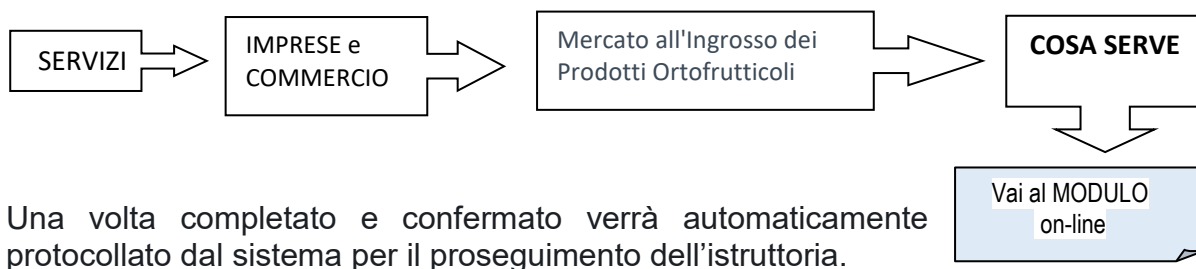 SERVIZI
IMPRESE e
COMMERCIO
Mercato all'Ingrosso dei
Prodotti Ortofrutticoli
COSA SERVE
Vai al MODULO
on-line
Una volta completato e confermato verrà automaticamente
protocollato dal sistema per il proseguimento dell’istruttoria.